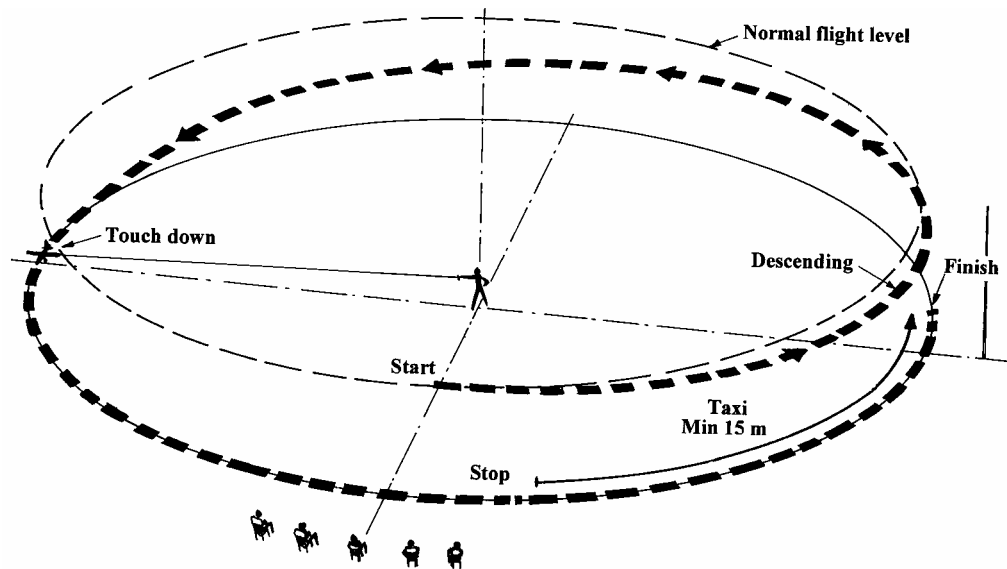 Normal flight level
Touch down
Descending
Finish
Start
Taxi
Min 15 m
Stop